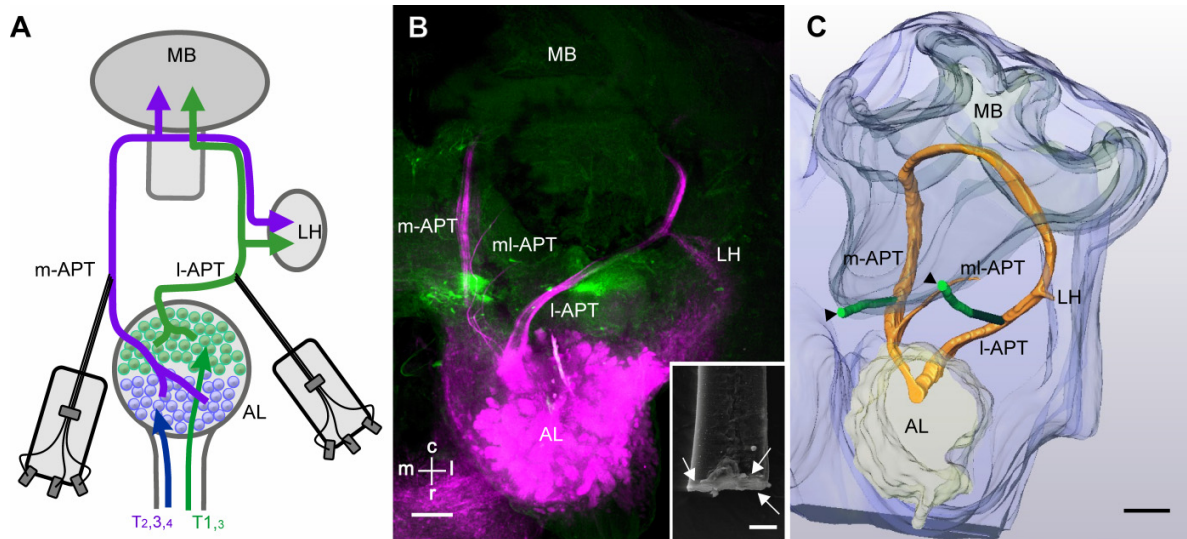 A
MB
LH
m-APT
l-APT
AL
T2,3,4
T1,3
B
MB
m-APT
ml-APT
LH
l-APT
AL
c
m
l
r
C
MB
m-APT
ml-APT
LH
l-APT
AL